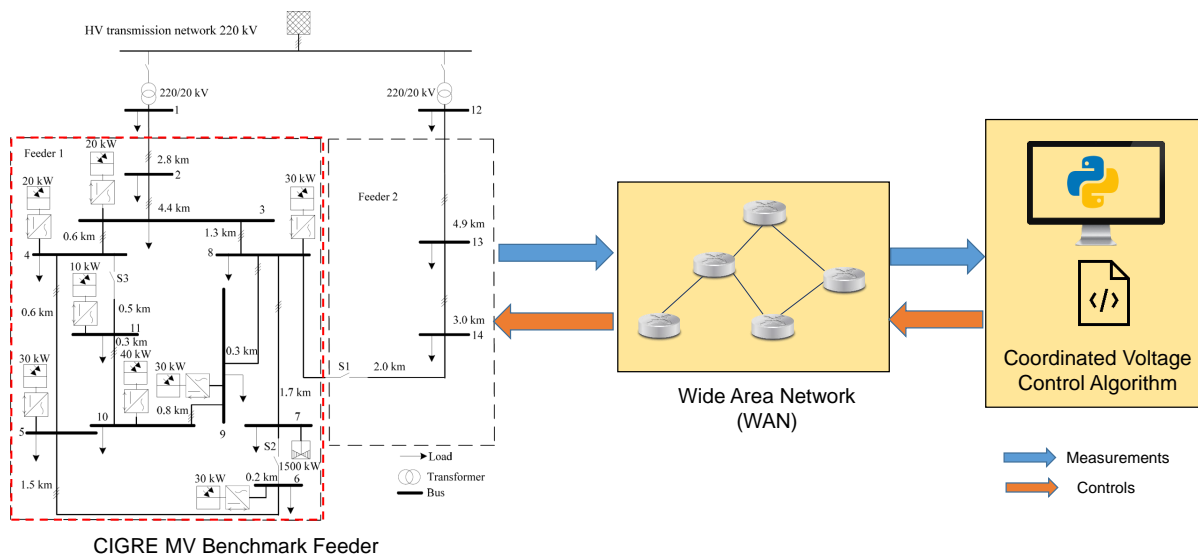 HV transmission network 220 kV
220/20 kV
220/20 kV
1
12
Feeder 1
20 kW
2.8 km
2
20 kW
30 kW
Feeder 2
4.4 km
3
4.9 km
0.6 km
1.3 km
13
4
8
S3
10 kW
0.6 km
0.5 km
3.0 km
11
14
0.3 km
30 kW
40 kW
30 kW
0.3 km
S1
2.0 km
1.7 km
0.8 km
10
9
7
5
S2
1500 kW
Load
Transformer
Bus
30 kW
0.2 km
6
1.5 km
CIGRE MV Benchmark Feeder
Wide Area Network
(WAN)
</>
Coordinated Voltage
Control Algorithm
Measurements
Controls